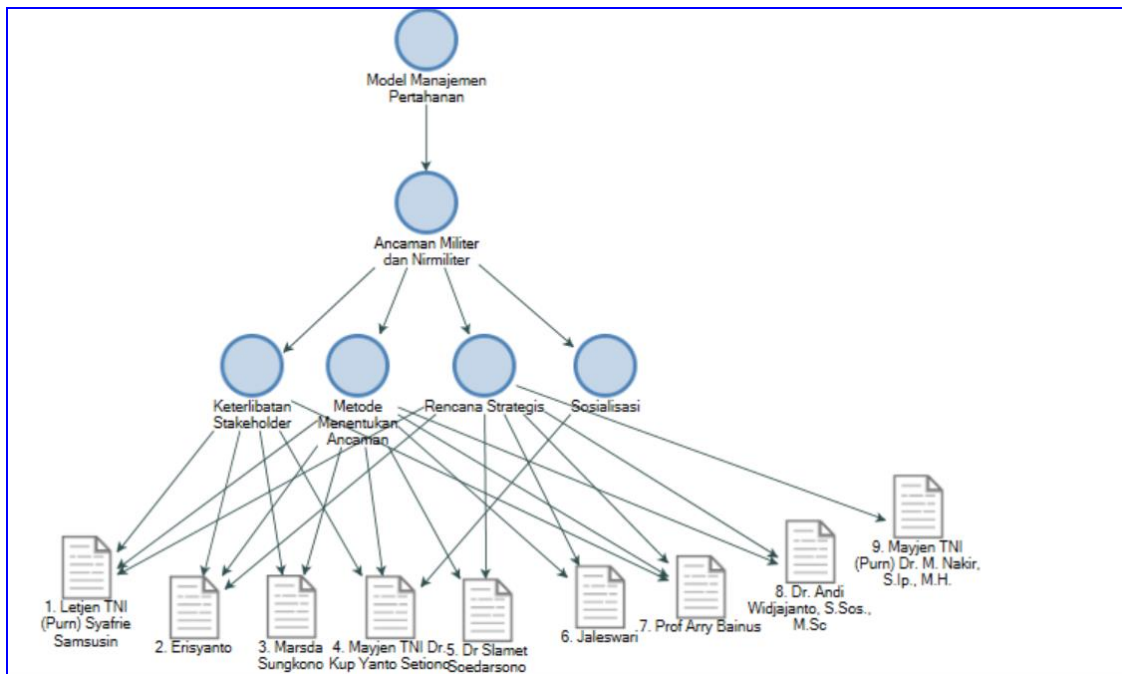 Model Manajemen
Pertahanan
Ancaman Militer
dan Nirmiliter
Keterlibatan
Stakeholder
Metode
Menentukan
Ancaman
Rencana Strategis
Sosialisasi
1. Letjen TNI
(Purn) Syafrie
Samsusin
2. Erisyanto
3. Marsda
Sungkono
4. Mayjen TNI Dr.
Kup Yanto Setiono
5. Dr Slamet
Soedarsono
6. Jaleswari
7. Prof Arry Bainus
8. Dr. Andi
Widjajanto, S.Sos.,
M.Sc
9. Mayjen TNI
(Purn) Dr. M. Nakir,
S.Ip., M.H.